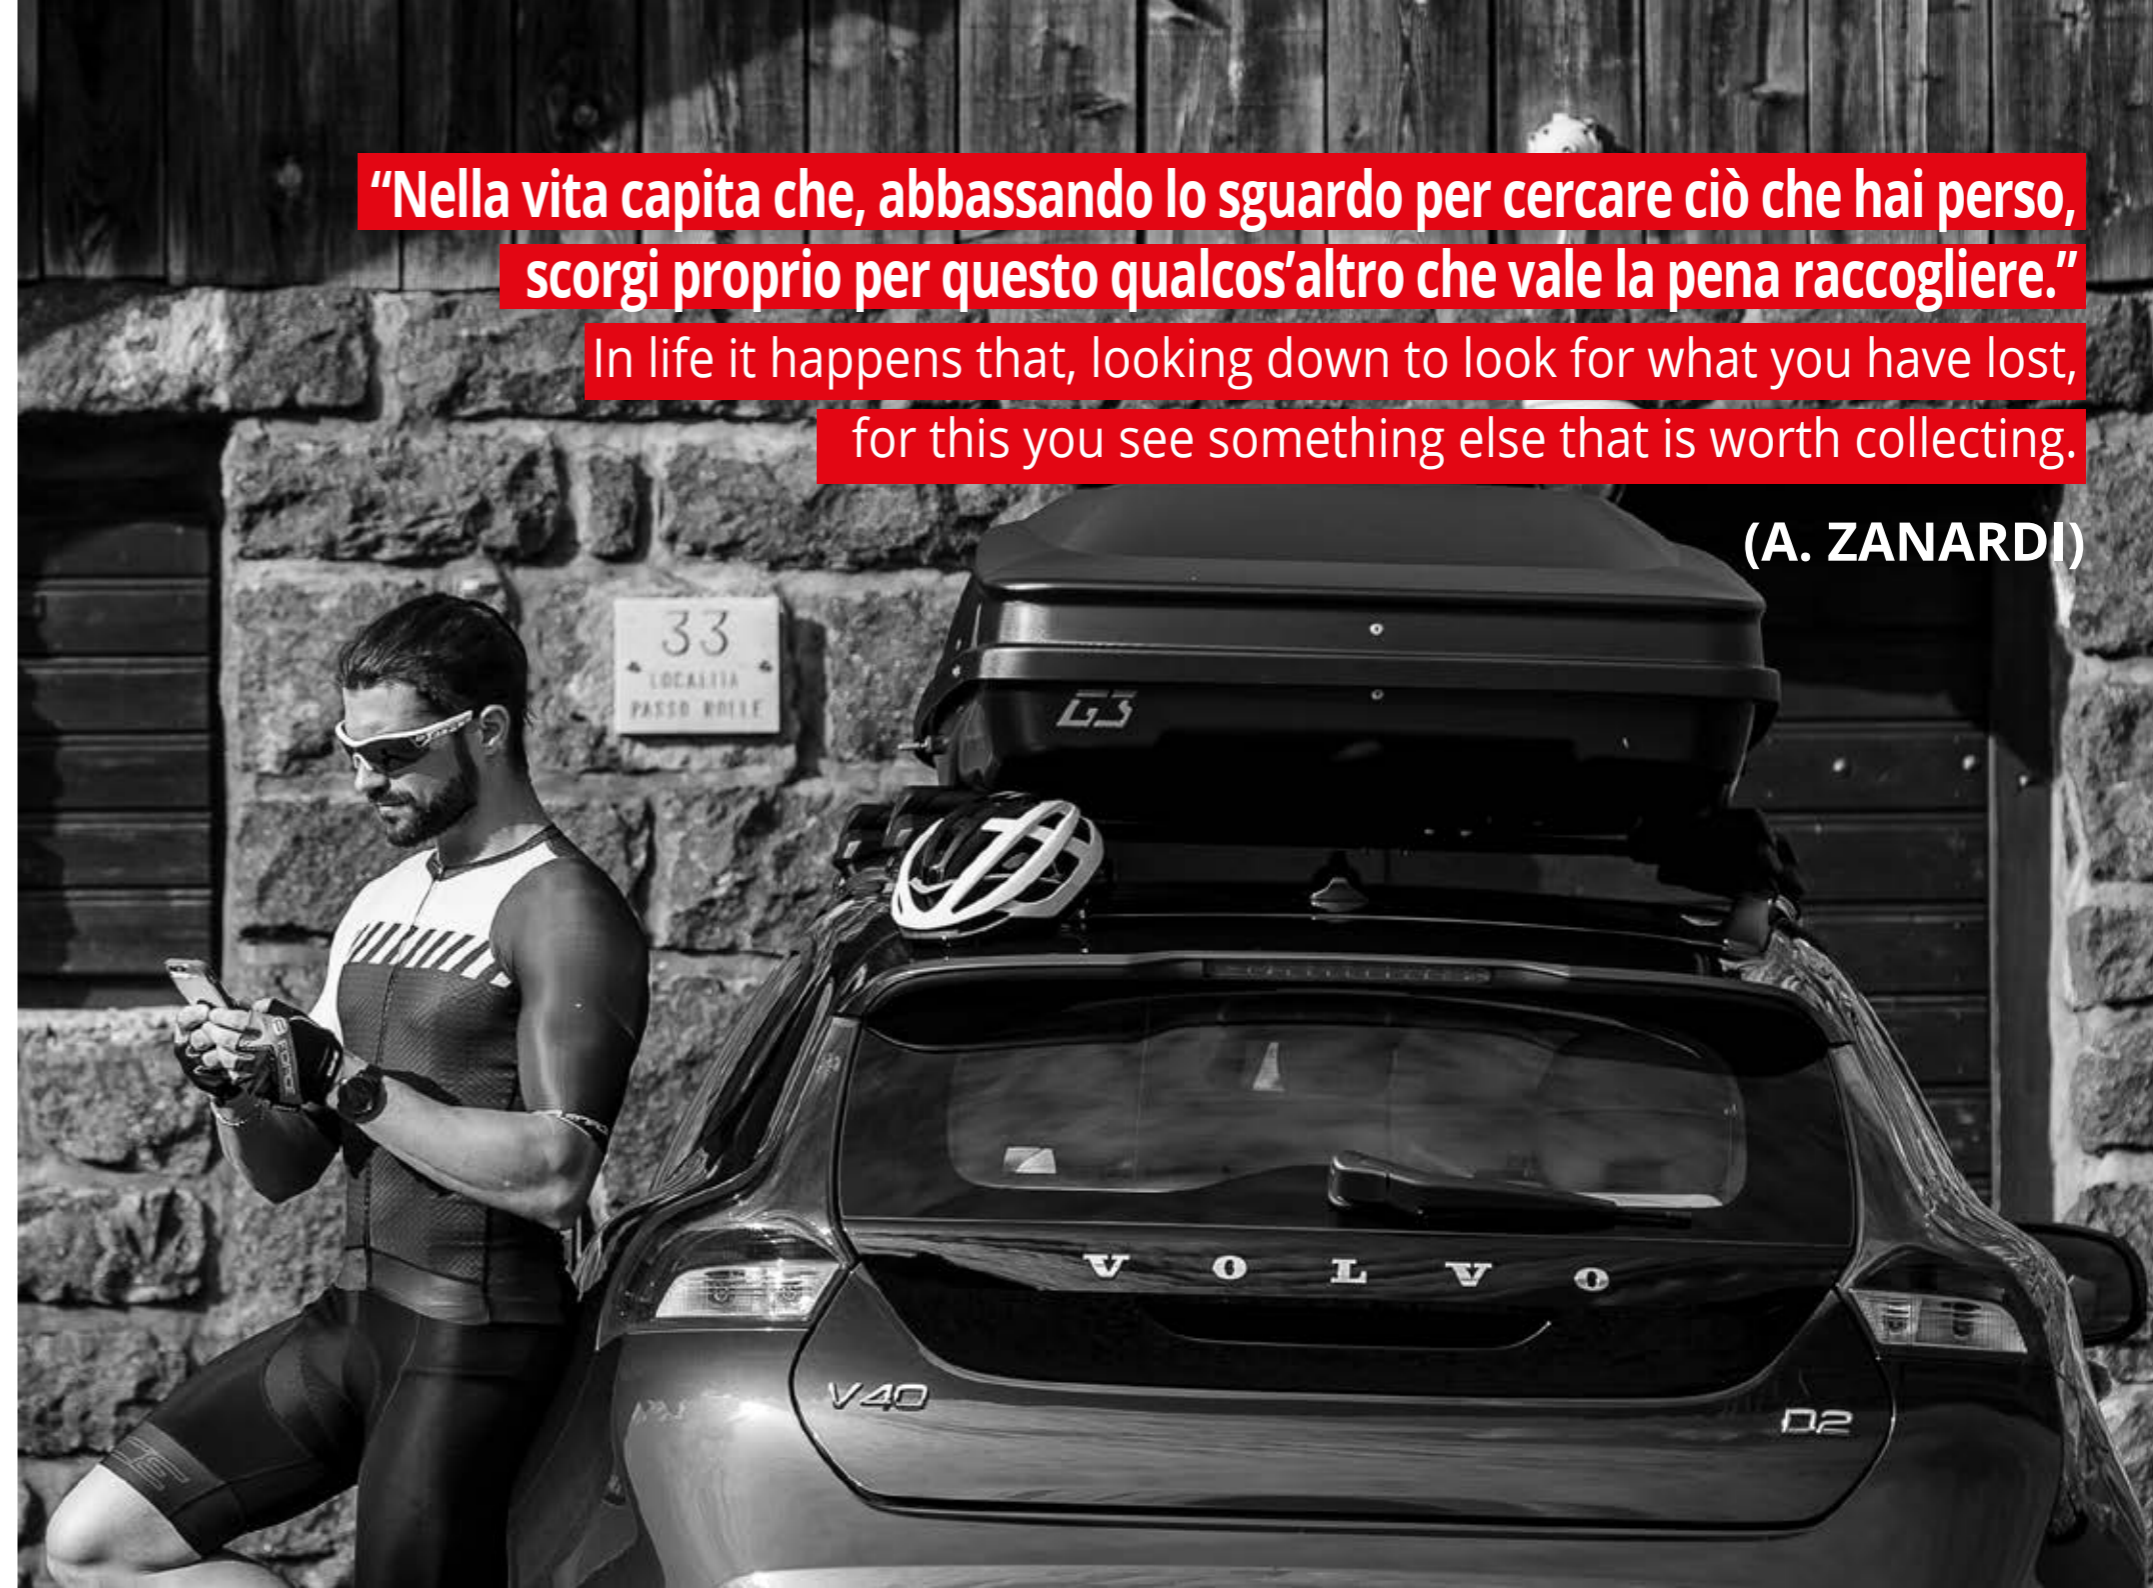 “Nella vita capita che, abbassando lo sguardo per cercare ciò che hai perso,
scorgi proprio per questo qualcos’altro che vale la pena raccogliere.”
In life it happens that, looking down to look for what you have lost,
for this you see something else that is worth collecting.
(A. ZANARDI)
33
LOCALITA
PASSO ROLLE
G3
VOLVO
V40
D2